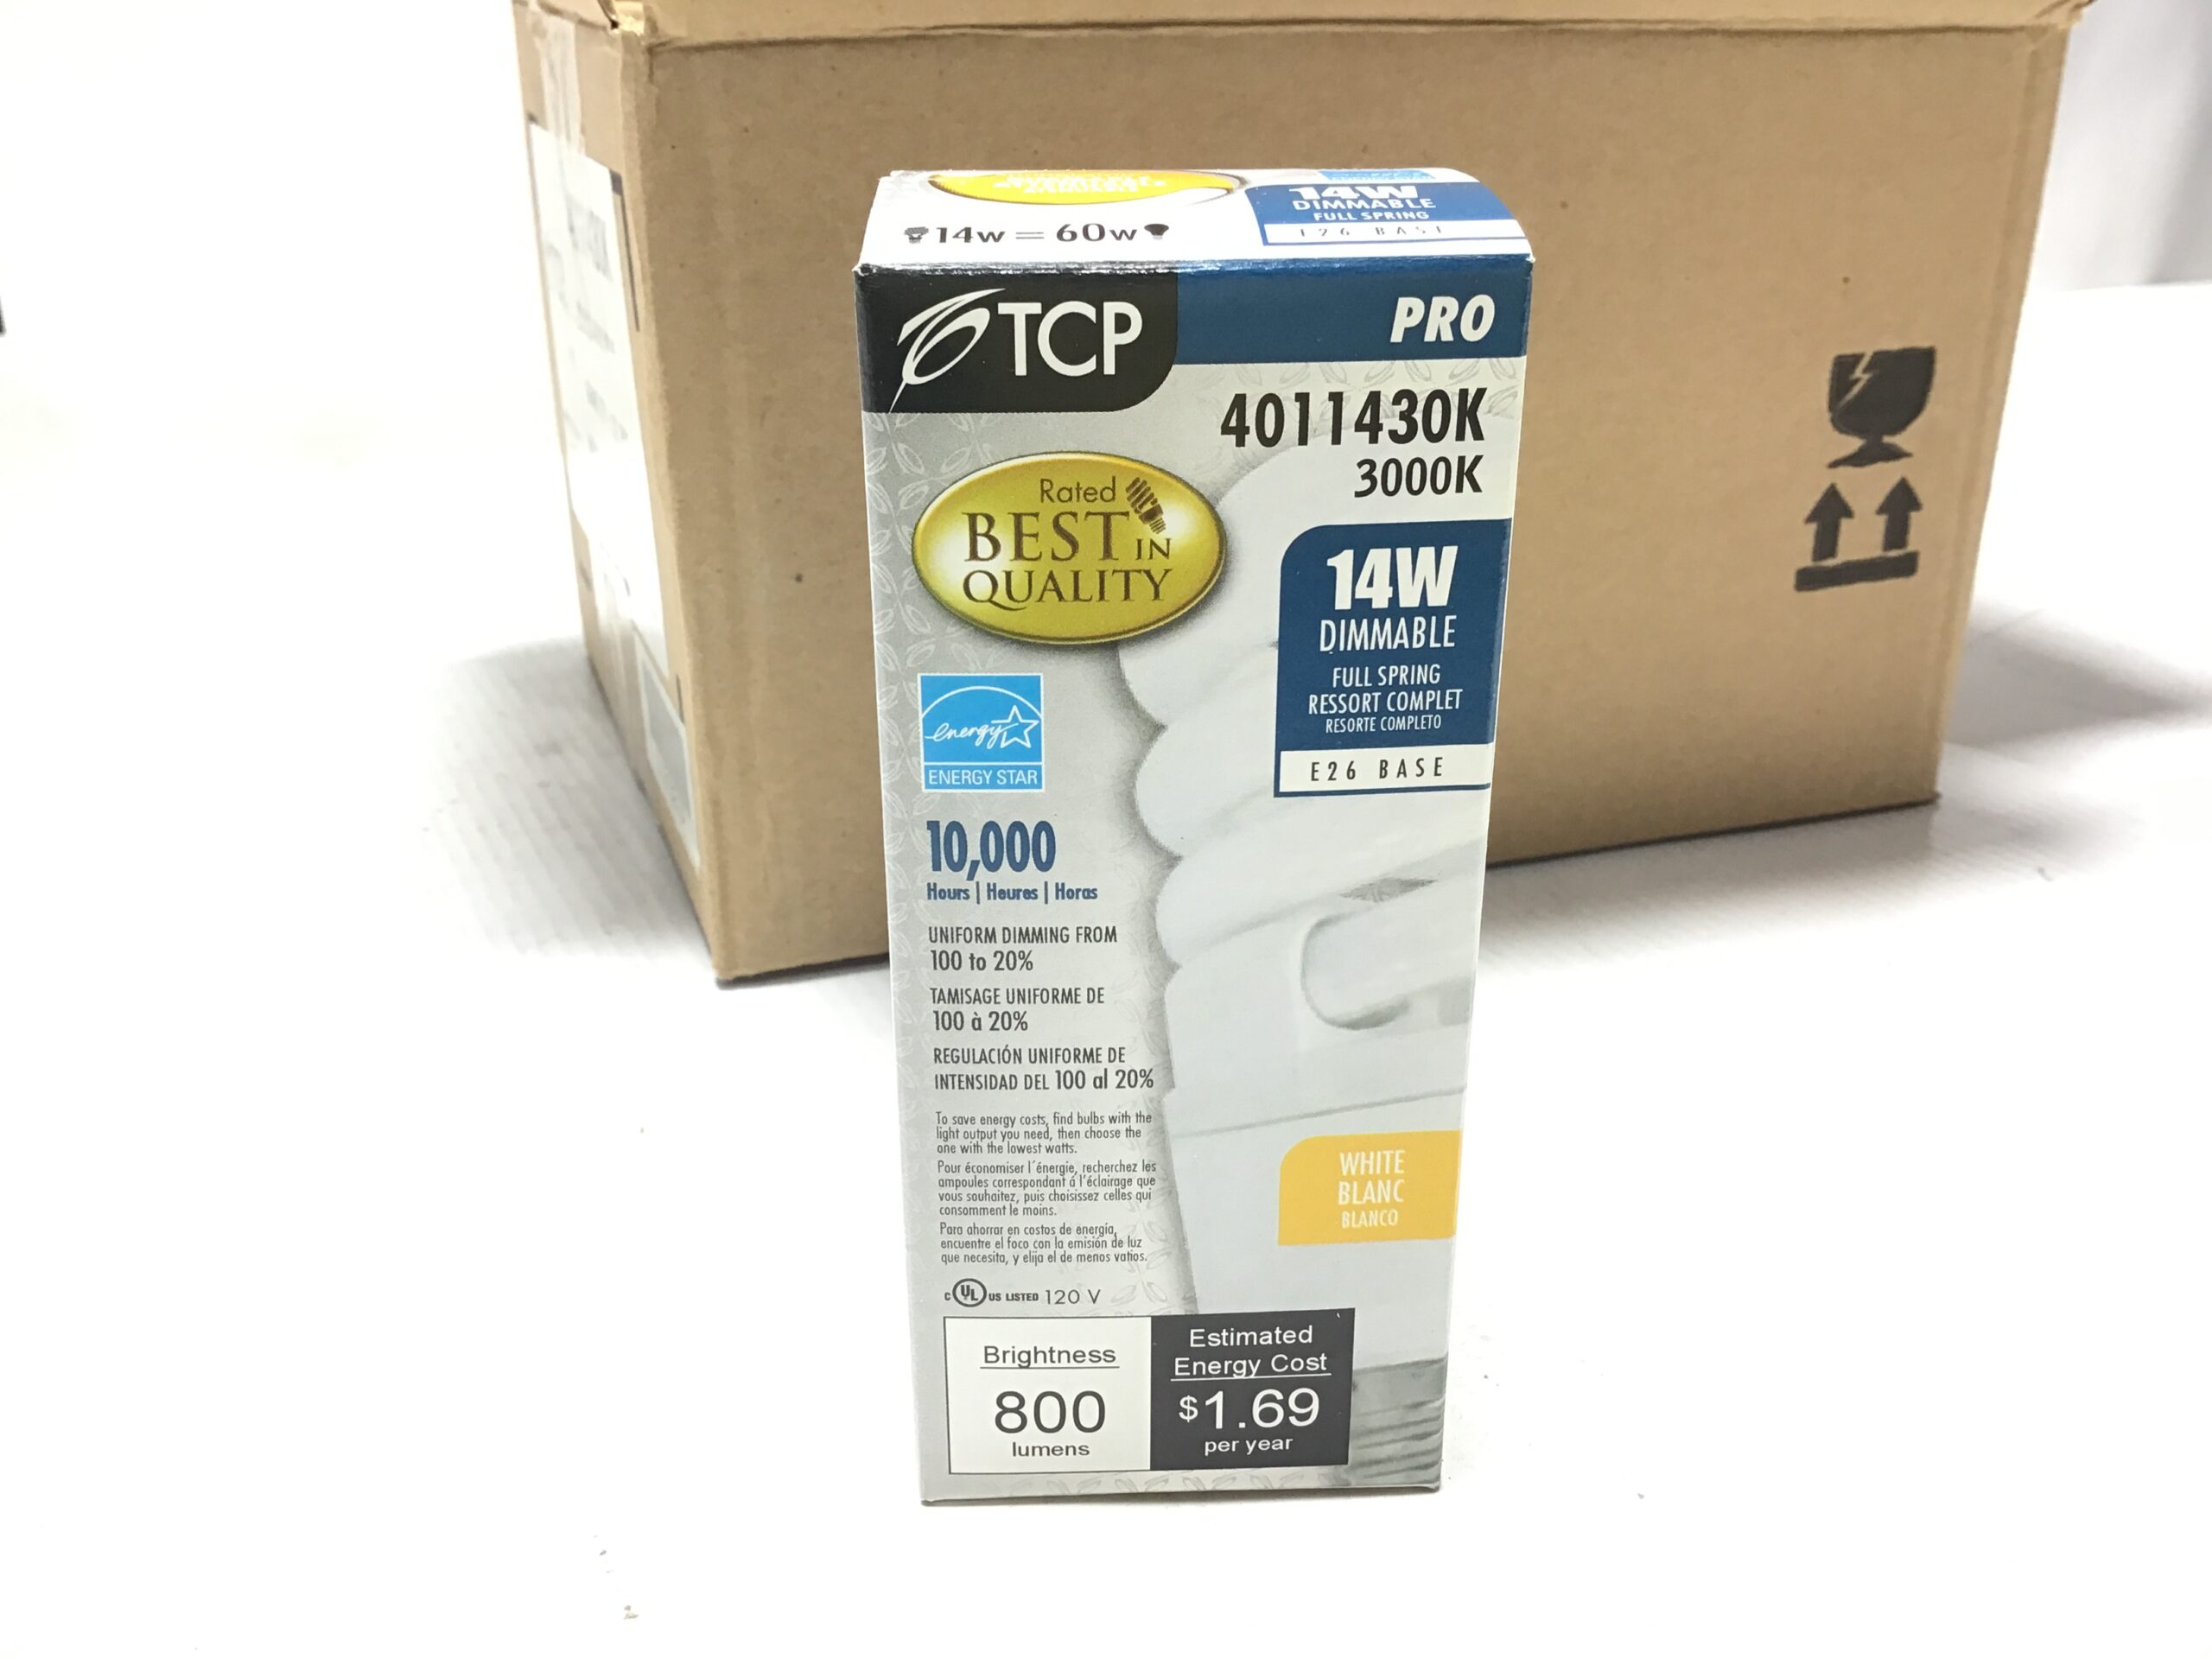 14w = 60w
14W
DIMMABLE
FULL SPRING
E26 BASE
TCP
PRO
4011430K
3000K
Rated
BEST IN
QUALITY
14W
DIMMABLE
FULL SPRING
RESSORT COMPLET
RESORTE COMPLETO
E26 BASE
energy
ENERGY STAR
10,000
Hours | Heures | Horas
UNIFORM DIMMING FROM
100 to 20%
TAMISAGE UNIFORME DE
100 à 20%
REGULACIÓN UNIFORME DE
INTENSIDAD DEL 100 al 20%
To save energy costs, find bulbs with the
light output you need, then choose the
one with the lowest watts.
Pour économiser l´énergie, recherchez les
ampoules correspondant á l´éclairage que
vous souhaitez, puis choisissez celles qui
consomment le moins.
Para ahorrar en costos de energía,
encuentre el foco con la emisión de luz
que necesita, y elija el de menos vatios.
WHITE
BLANC
BLANCO
C UL US LISTED 120 V
Brightness
800
lumens
Estimated
Energy Cost
$1.69
per year